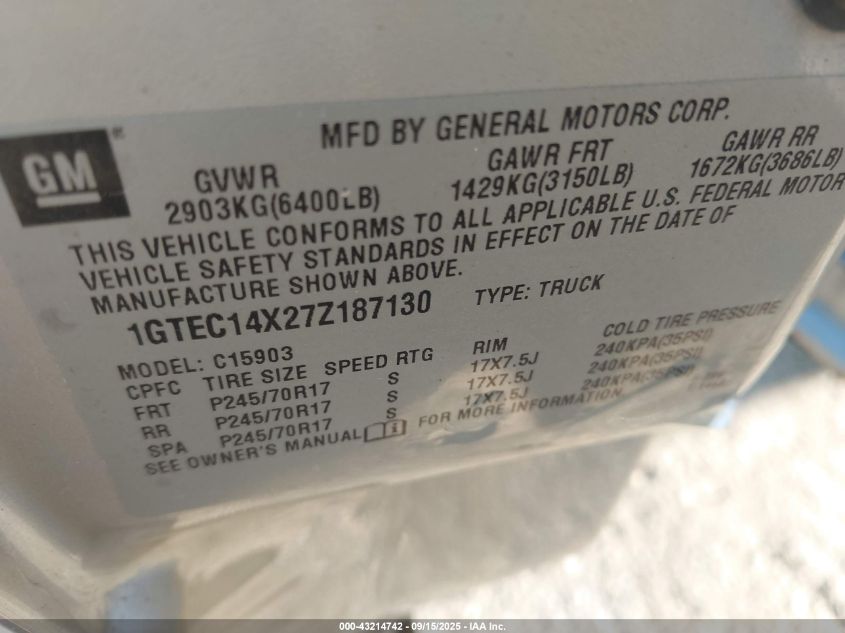 GM®
MFD BY GENERAL MOTORS CORP.
GVWR GAWR FRT GAWR RR
2903KG(6400LB) 1429KG(3150LB) 1672KG(3686LB)
THIS VEHICLE CONFORMS TO ALL APPLICABLE U.S. FEDERAL MOTOR
VEHICLE SAFETY STANDARDS IN EFFECT ON THE DATE OF
MANUFACTURE SHOWN ABOVE.
1GTEC14X27Z187130 TYPE: TRUCK
MODEL: C15903
CPFC TIRE SIZE SPEED RTG RIM COLD TIRE PRESSURE
FRT P245/70R17 S 17X7.5J 240KPA(35PSI)
RR P245/70R17 S 17X7.5J 240KPA(35PSI)
SPA P245/70R17 S 17X7.5J 240KPA(35PSI)
SEE OWNER'S MANUAL FOR MORE INFORMATION
000-43214742 - 09/15/2025 - IAA Inc.